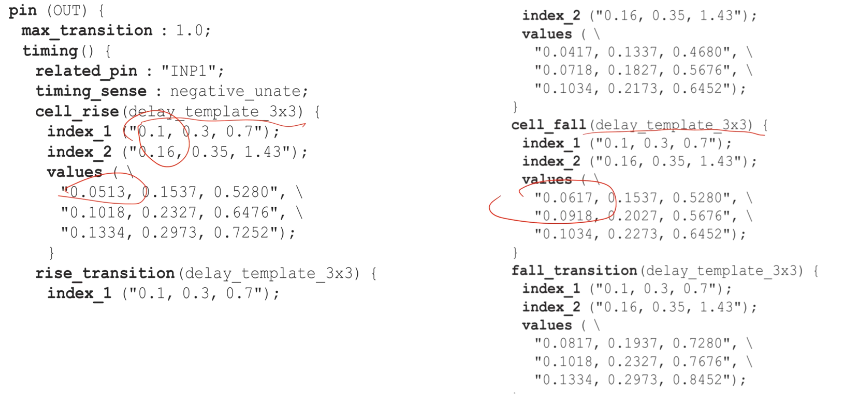 pin (OUT) {
max_transition : 1.0;
timing() {
related_pin : "INP1";
timing_sense : negative_unate;
cell_rise(delay_template_3x3) {
index_1 ("0.1, 0.3, 0.7");
index_2 ("0.16, 0.35, 1.43");
values ( \
"0.0513, 0.1537, 0.5280", \
"0.1018, 0.2327, 0.6476", \
"0.1334, 0.2973, 0.7252");
}
rise_transition(delay_template_3x3) {
index_1 ("0.1, 0.3, 0.7");
index_2 ("0.16, 0.35, 1.43");
values ( \
"0.0417, 0.1337, 0.4680", \
"0.0718, 0.1827, 0.5676", \
"0.1034, 0.2173, 0.6452");
}
cell_fall(delay_template_3x3) {
index_1 ("0.1, 0.3, 0.7");
index_2 ("0.16, 0.35, 1.43");
values ( \
"0.0617, 0.1537, 0.5280", \
"0.0918, 0.2027, 0.5676", \
"0.1034, 0.2273, 0.6452");
}
fall_transition(delay_template_3x3) {
index_1 ("0.1, 0.3, 0.7");
index_2 ("0.16, 0.35, 1.43");
values ( \
"0.0817, 0.1937, 0.7280", \
"0.1018, 0.2327, 0.7676", \
"0.1334, 0.2973, 0.8452");